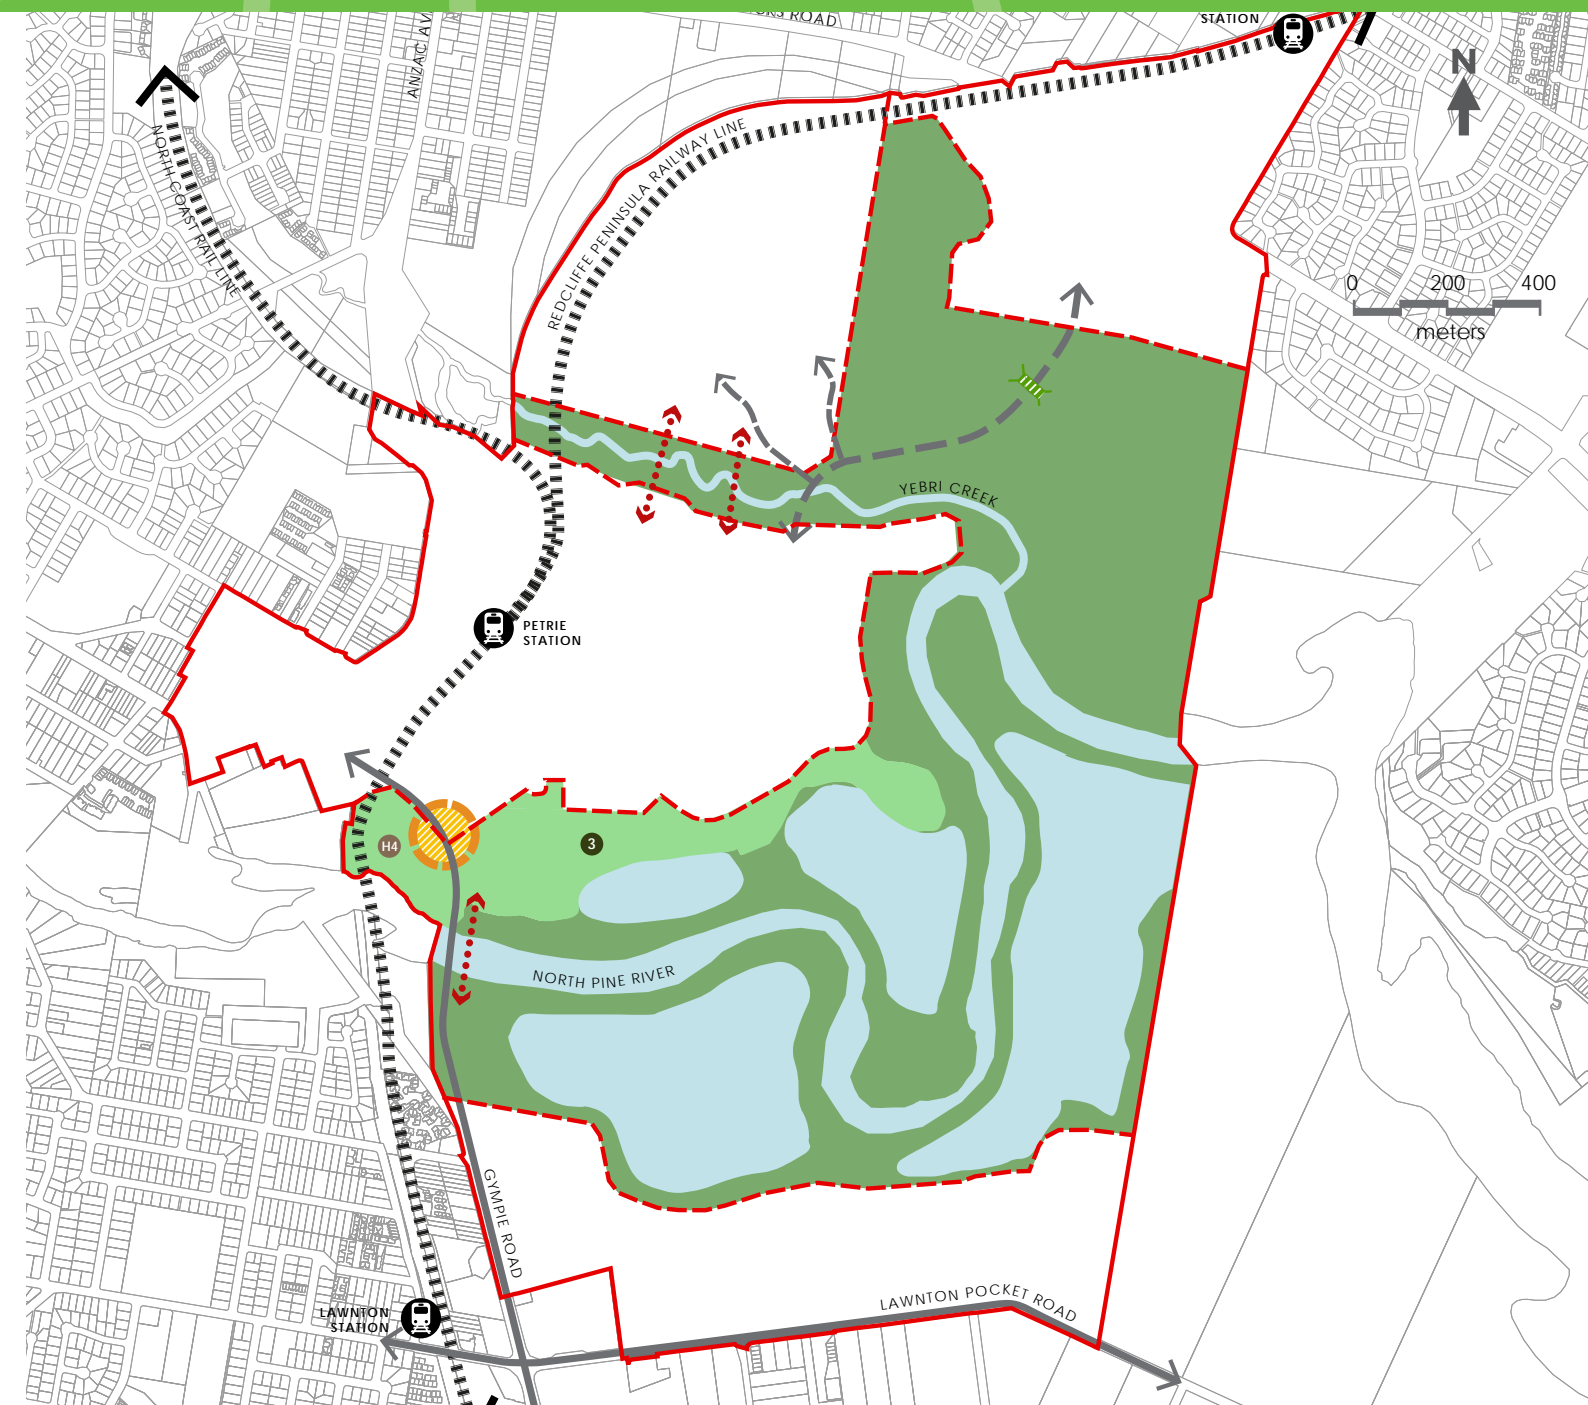 STATION
ANZAC AV
N
NORTH COAST RAIL LINE
REDCLIFFE PENINSULA RAILWAY LINE
0 200 400
meters
YEBRI CREEK
PETRIE
STATION
H4
3
NORTH PINE RIVER
GYMPIE ROAD
LAWNTON POCKET ROAD
LAWNTON
STATION
ROAD